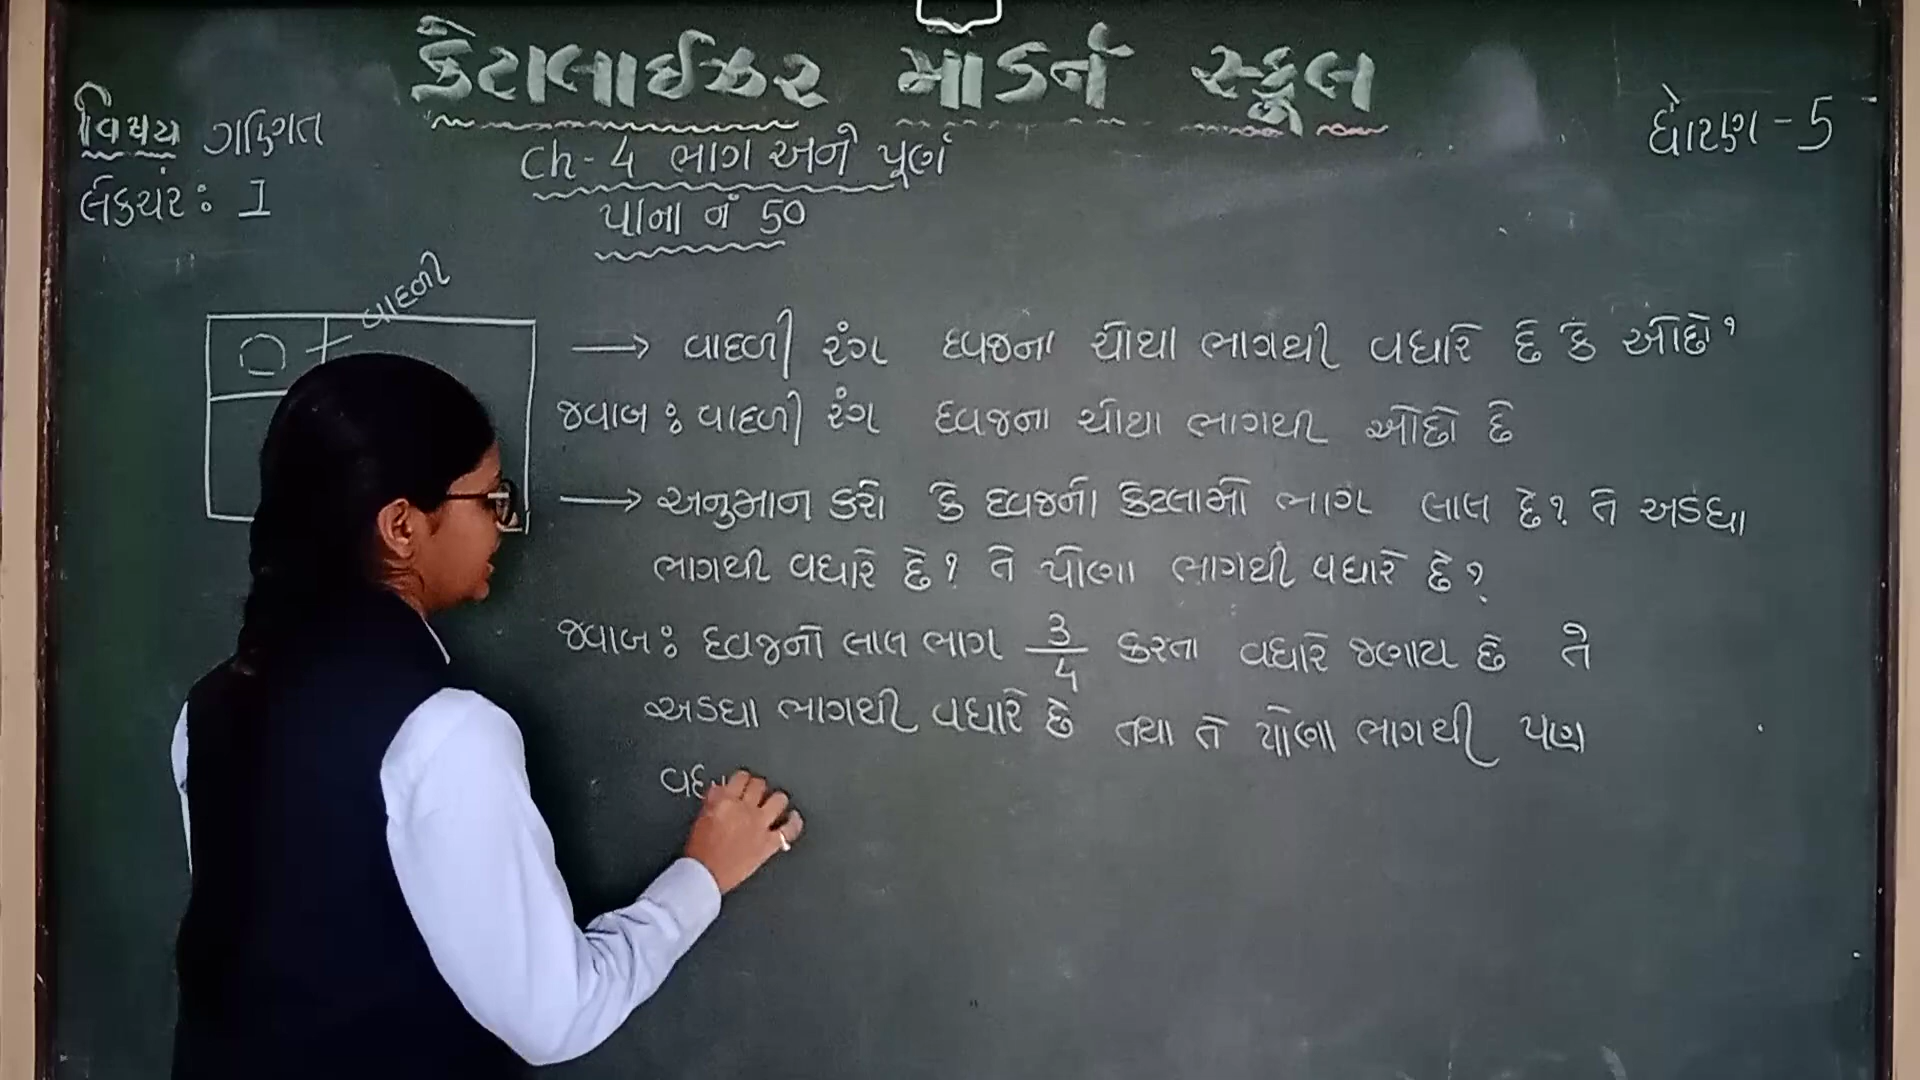 કેટાલાઈઝર મોડર્ન સ્કૂલ
વિષય ગણિત
ધોરણ - 5
Ch - 4 ભાગ અને પૂર્ણ
લેક્ચર : I
પાના નં 50
વાદળી
→ વાદળી રંગ ધ્વજના ચોથા ભાગથી વધારે છે કે ઓછો?
જવાબ : વાદળી રંગ ધ્વજના ચોથા ભાગથી ઓછો છે
→ અનુમાન કરો કે ધ્વજની કેટલામો ભાગ લાલ છે? તે અડધા
ભાગથી વધારે છે? તે પોણા ભાગથી વધારે છે?
જવાબ : ધ્વજનો લાલ ભાગ 3/4 કરતા વધારે જણાય છે તે
અડધા ભાગથી વધારે છે તથા તે પોણા ભાગથી પણ